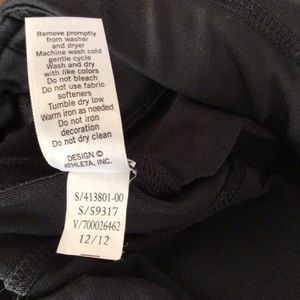 Remove promptly
from washer
and dryer
Machine wash cold
gentle cycle
Wash and dry
with like colors
Do not bleach
Do not use fabric
softeners
Tumble dry low
Warm iron as needed
Do not iron
decoration
Do not dry clean
DESIGN ©
ATHLETA, INC.
S/413801-00
S/59317
V/700026462
12/12